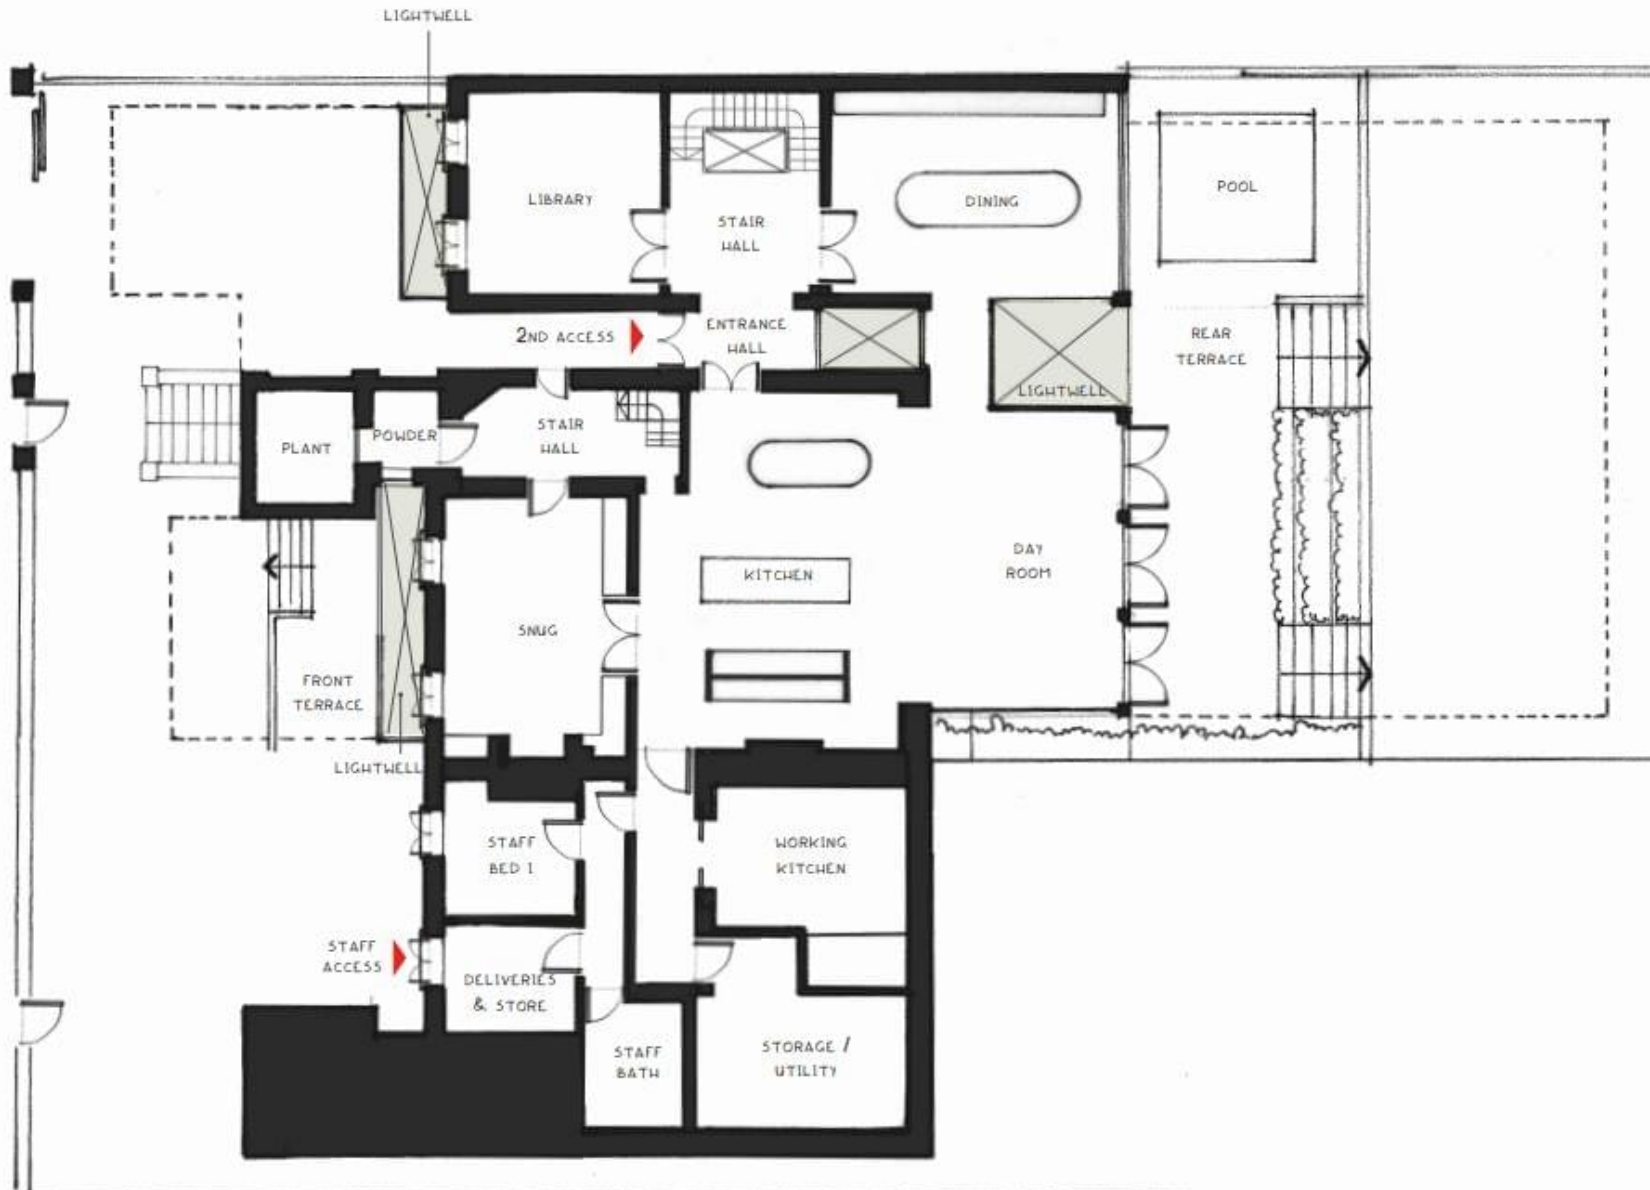 LIGHTWELL
LIBRARY
STAIR
HALL
DINING
POOL
2ND ACCESS
ENTRANCE
HALL
LIGHTWELL
REAR
TERRACE
PLANT
POWDER
STAIR
HALL
KITCHEN
DAY
ROOM
SNUG
FRONT
TERRACE
LIGHTWELL
STAFF
BED 1
WORKING
KITCHEN
STAFF
ACCESS
DELIVERIES
& STORE
STAFF
BATH
STORAGE /
UTILITY